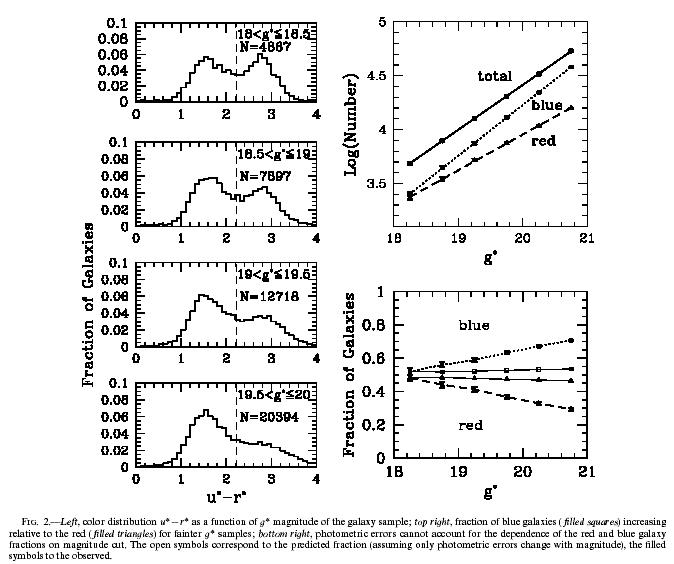 0.1
0.08
0.06
0.04
0.02
0
18<g*≤18.5
N=4867
0 1 2 3 4
0.1
0.08
0.06
0.04
0.02
0
18.5<g*≤19
N=7897
0 1 2 3 4
0.1
0.08
0.06
0.04
0.02
0
19<g*≤19.5
N=12718
0 1 2 3 4
0.1
0.08
0.06
0.04
0.02
0
19.5<g*≤20
N=20394
0 1 2 3 4
u*-r*
Fraction of Galaxies
5
4.5
4
3.5
Log(Number)
total
blue
red
18 19 20 21
g*
1
0.8
0.6
0.4
0.2
0
Fraction of Galaxies
blue
red
18 19 20 21
g*
FIG. 2.—Left, color distribution u*−r* as a function of g* magnitude of the galaxy sample; top right, fraction of blue galaxies (filled squares) increasing
relative to the red (filled triangles) for fainter g* samples; bottom right, photometric errors cannot account for the dependence of the red and blue galaxy
fractions on magnitude cut. The open symbols correspond to the predicted fraction (assuming only photometric errors change with magnitude), the filled
symbols to the observed.